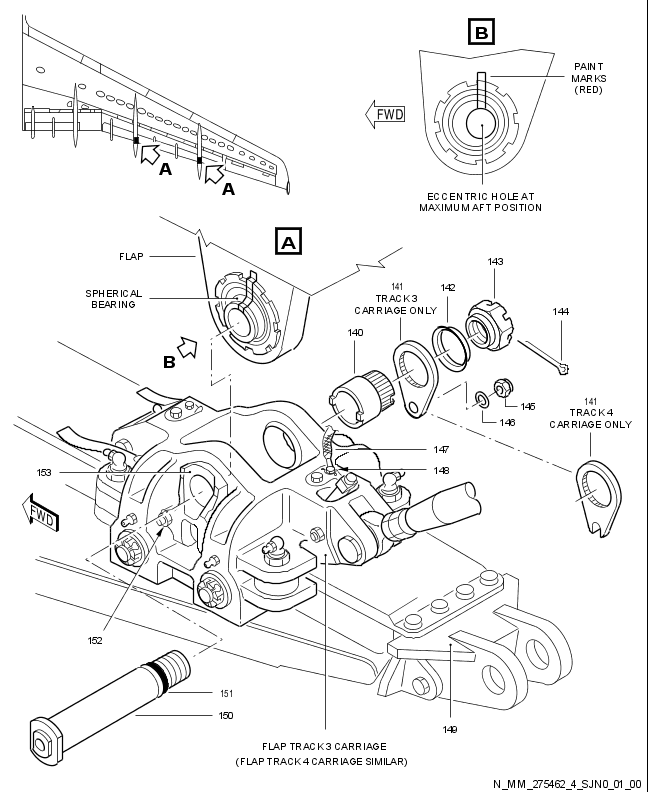 B
PAINT
MARKS
(RED)
FWD
A
A
ECCENTRIC HOLE AT
MAXIMUM AFT POSITION
A
FLAP
SPHERICAL
BEARING
B
143
141
TRACK 3
CARRIAGE ONLY
142
144
140
145
146
141
TRACK 4
CARRIAGE ONLY
147
148
153
FWD
152
151
150
149
FLAP TRACK 3 CARRIAGE
(FLAP TRACK 4 CARRIAGE SIMILAR)
N_MM_275462_4_SJN0_01_00